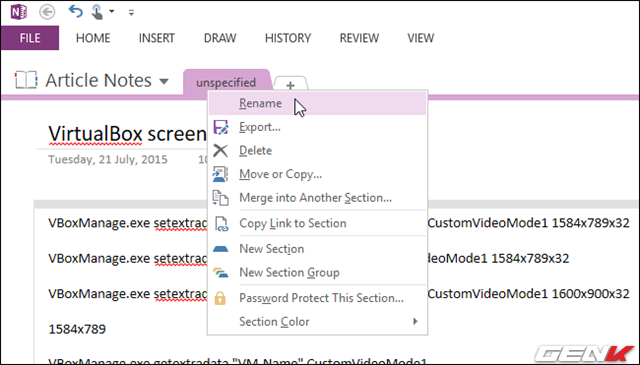 FILE HOME INSERT DRAW HISTORY REVIEW VIEW
Article Notes unspecified +
Rename
Export...
Delete
Move or Copy...
Merge into Another Section...
Copy Link to Section
New Section
New Section Group
Password Protect This Section...
Section Color
VirtualBox screen
Tuesday, 21 July, 2015 10
VBoxManage.exe setextrad CustomVideoMode1 1584x789x32
VBoxManage.exe setextrad deoMode1 1584x789x32
VBoxManage.exe setextrad CustomVideoMode1 1600x900x32
1584x789
VBoxManage.exe getextradata "VM-Name" CustomVideoMode1
GENK